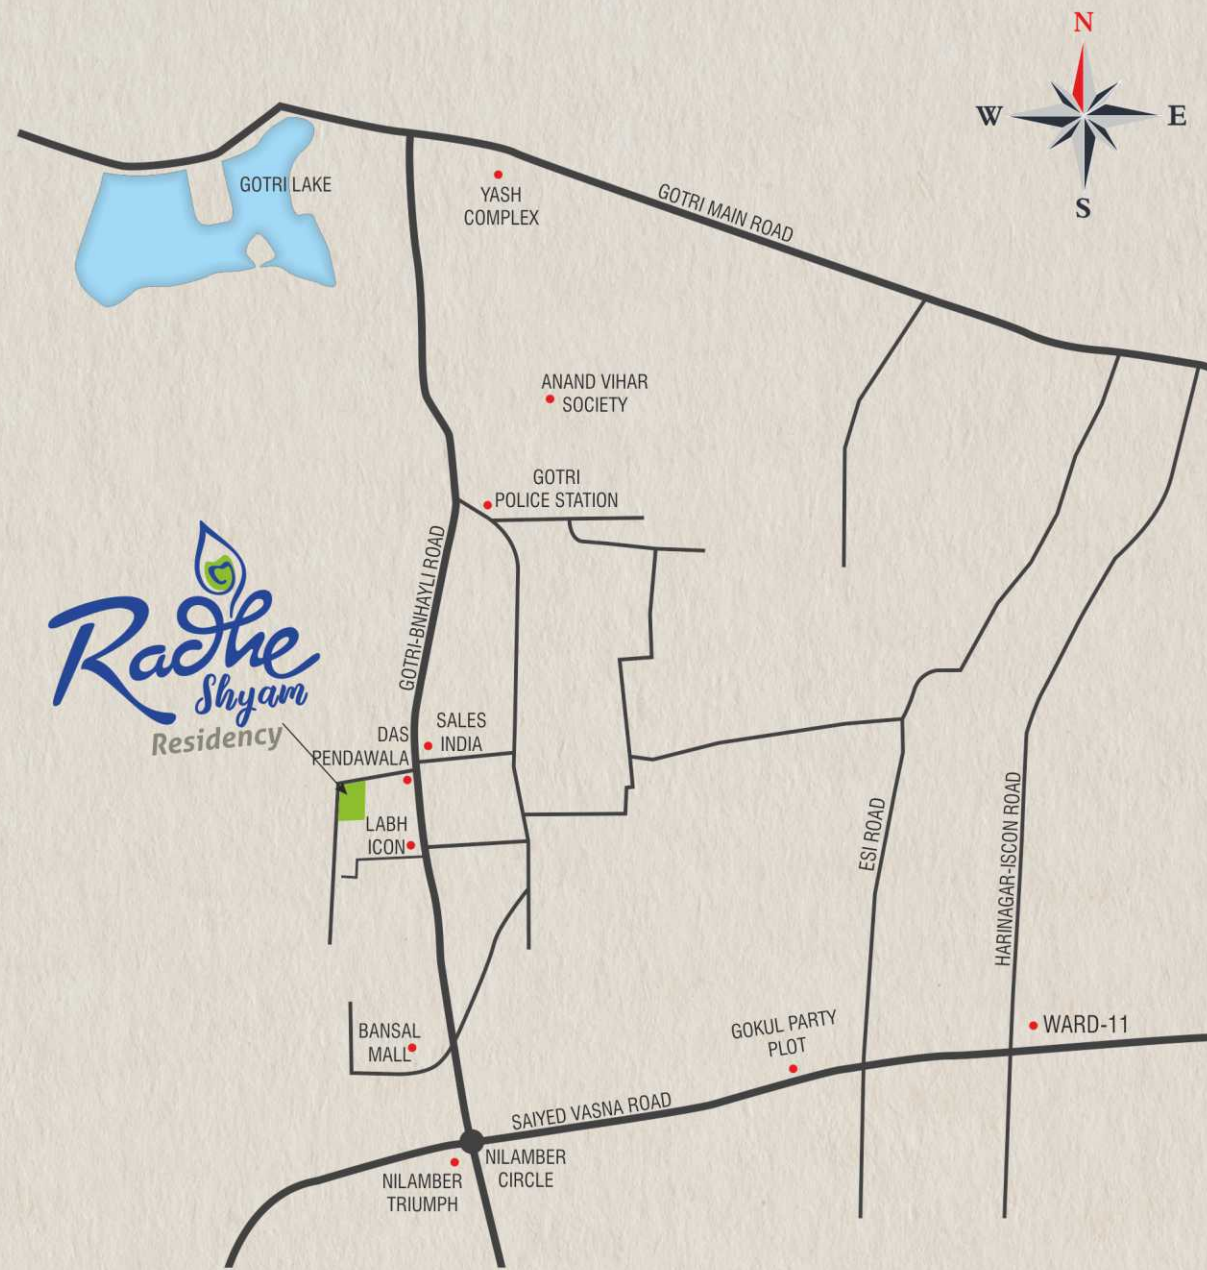 N
W
E
S
GOTRI LAKE
YASH
COMPLEX
GOTRI MAIN ROAD
ANAND VIHAR
SOCIETY
GOTRI
POLICE STATION
GOTRI-BNHAYLI ROAD
Radhe
Shyam
Residency
SALES
INDIA
DAS
PENDAWALA
LABH
ICON
ESI ROAD
HARINAGAR-ISCON ROAD
BANSAL
MALL
GOKUL PARTY
PLOT
WARD-11
SAIYED VASNA ROAD
NILAMBER
CIRCLE
NILAMBER
TRIUMPH